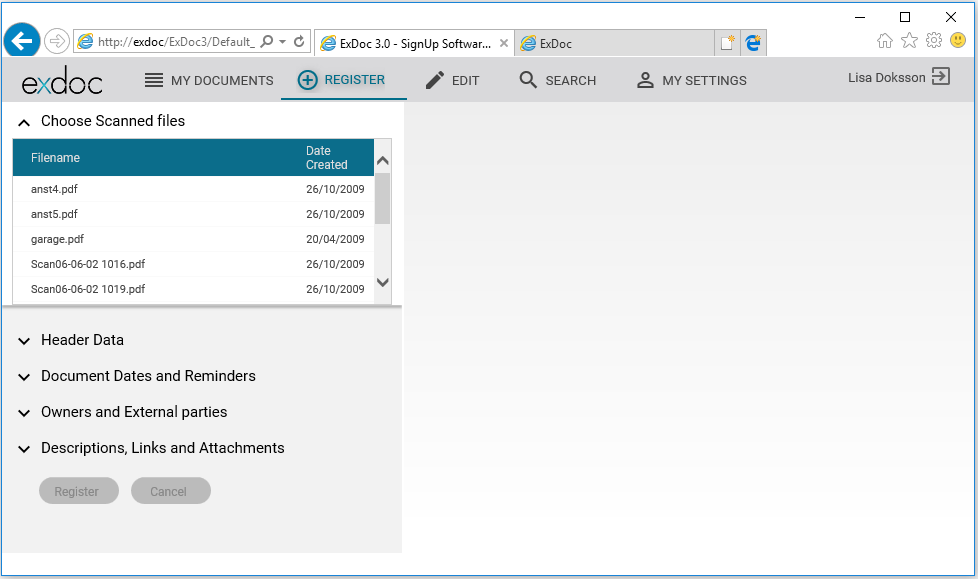 http://exdoc/ExDoc3/Default_
ExDoc 3.0 - SignUp Software...
ExDoc
exdoc
MY DOCUMENTS
REGISTER
EDIT
SEARCH
MY SETTINGS
Lisa Doksson
Choose Scanned files
Filename
Date
Created
anst4.pdf 26/10/2009
anst5.pdf 26/10/2009
garage.pdf 20/04/2009
Scan06-06-02 1016.pdf 26/10/2009
Scan06-06-02 1019.pdf 26/10/2009
Header Data
Document Dates and Reminders
Owners and External parties
Descriptions, Links and Attachments
Register
Cancel